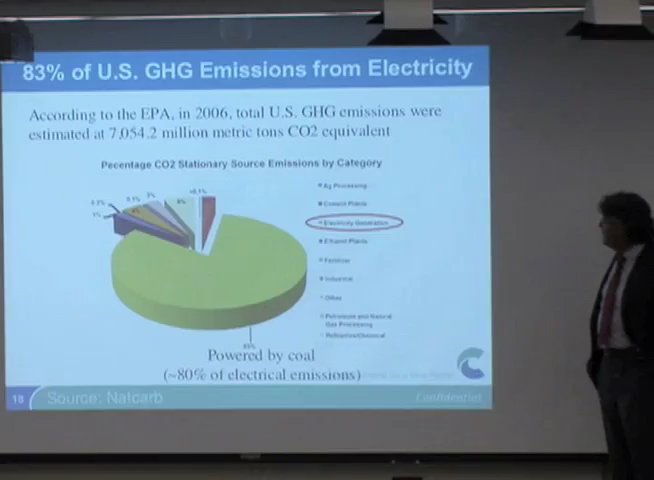 83% of U.S. GHG Emissions from Electricity
According to the EPA, in 2006, total U.S. GHG emissions were
estimated at 7,054.2 million metric tons CO2 equivalent
Pecentage CO2 Stationary Source Emissions by Category
Ag Processing
Cement Plants
Electricity Generation
Ethanol Plants
Fertilizer
Industrial
Other
Petroleum and Natural
Gas Processing
Refineries/Chemical
83%
Powered by coal
(~80% of electrical emissions)
18
Source: Natcarb
Confidential